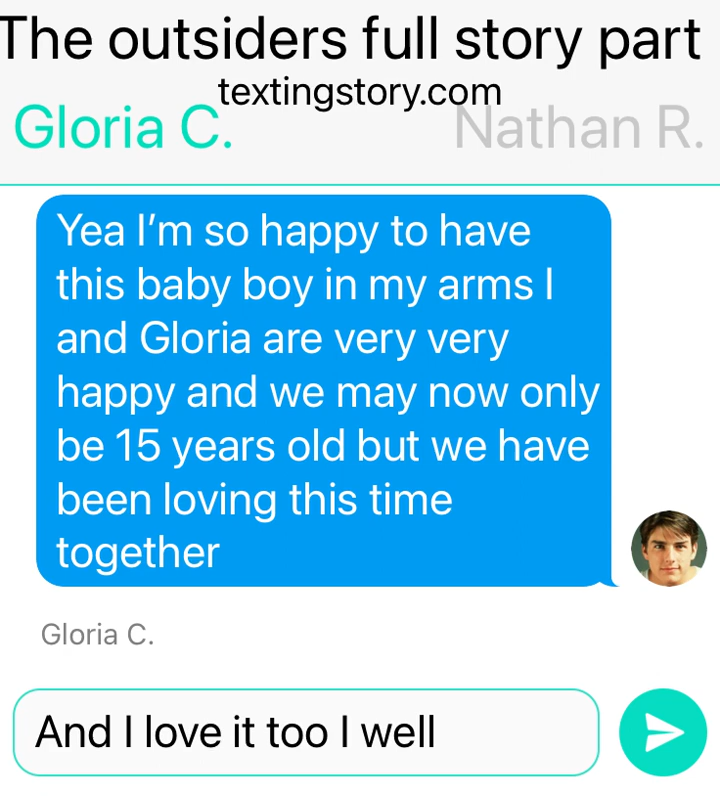 The outsiders full story part
textingstory.com
Gloria C.
Nathan R.
Yea I’m so happy to have
this baby boy in my arms I
and Gloria are very very
happy and we may now only
be 15 years old but we have
been loving this time
together
Gloria C.
And I love it too I well